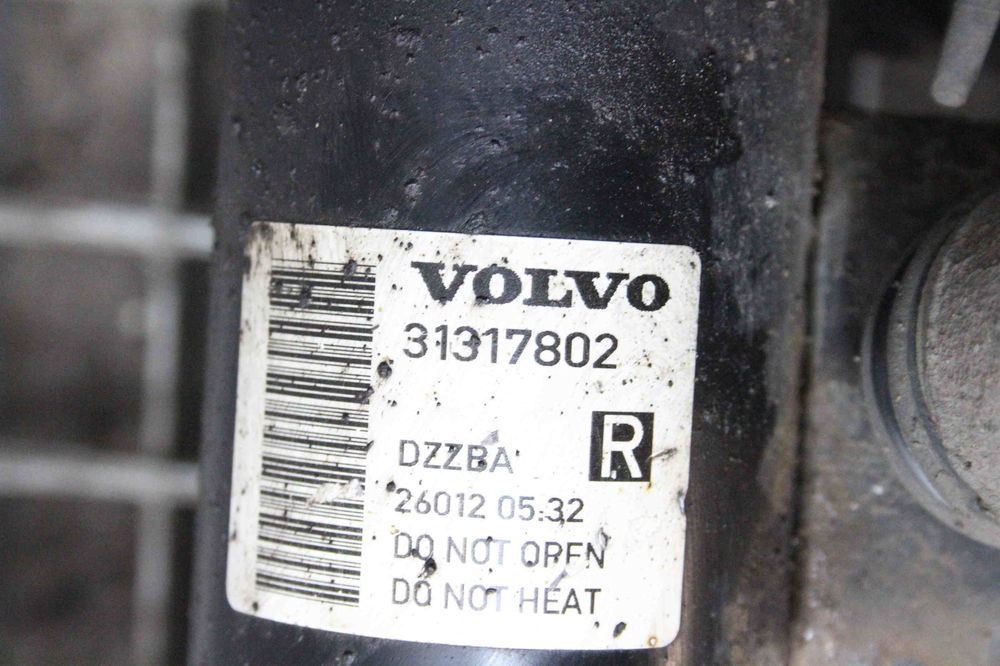 VOLVO
31317802
R
DZZBA
26012 05:32
DO NOT OPEN
DO NOT HEAT